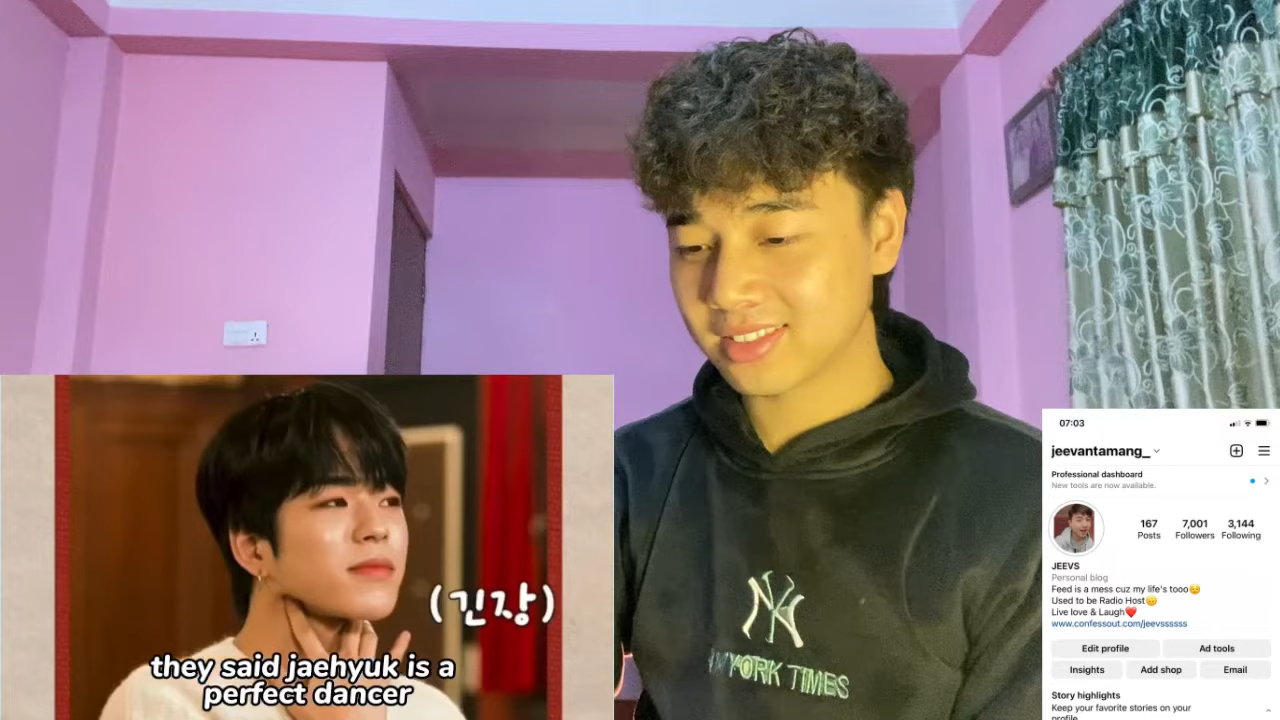 (긴장)
they said jaehyuk is a
perfect dancer
NY
YORK TIMES
07:03
jeevantamang_
Professional dashboard
New tools are now available.
167 7,001 3,144
Posts Followers Following
JEEVS
Personal blog
Feed is a mess cuz my life's tooo😔
Used to be Radio Host🙂
Live love & Laugh❤️
www.confessout.com/jeevssssss
Edit profile Ad tools
Insights Add shop Email
Story highlights
Keep your favorite stories on your
profile